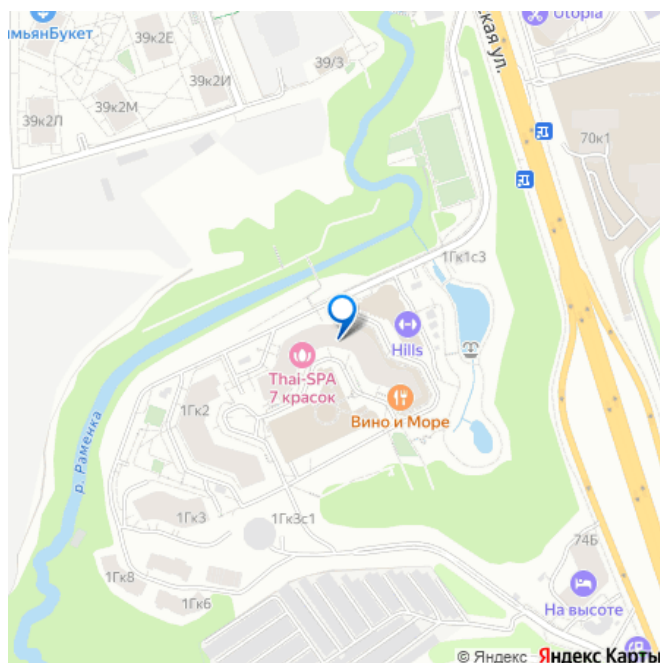 имьянБукет
Utopia
ская ул.
39к2Е
39/3
39к2И
39к2М
39к2Л
70к1
1Гк1с3
Hills
Thai-SPA
7 красок
Вино и Море
1Гк2
р. Раменка
1Гк3
1Гк3с1
1Гк8
1Гк6
74Б
На высоте
© Яндекс Яндекс Карты